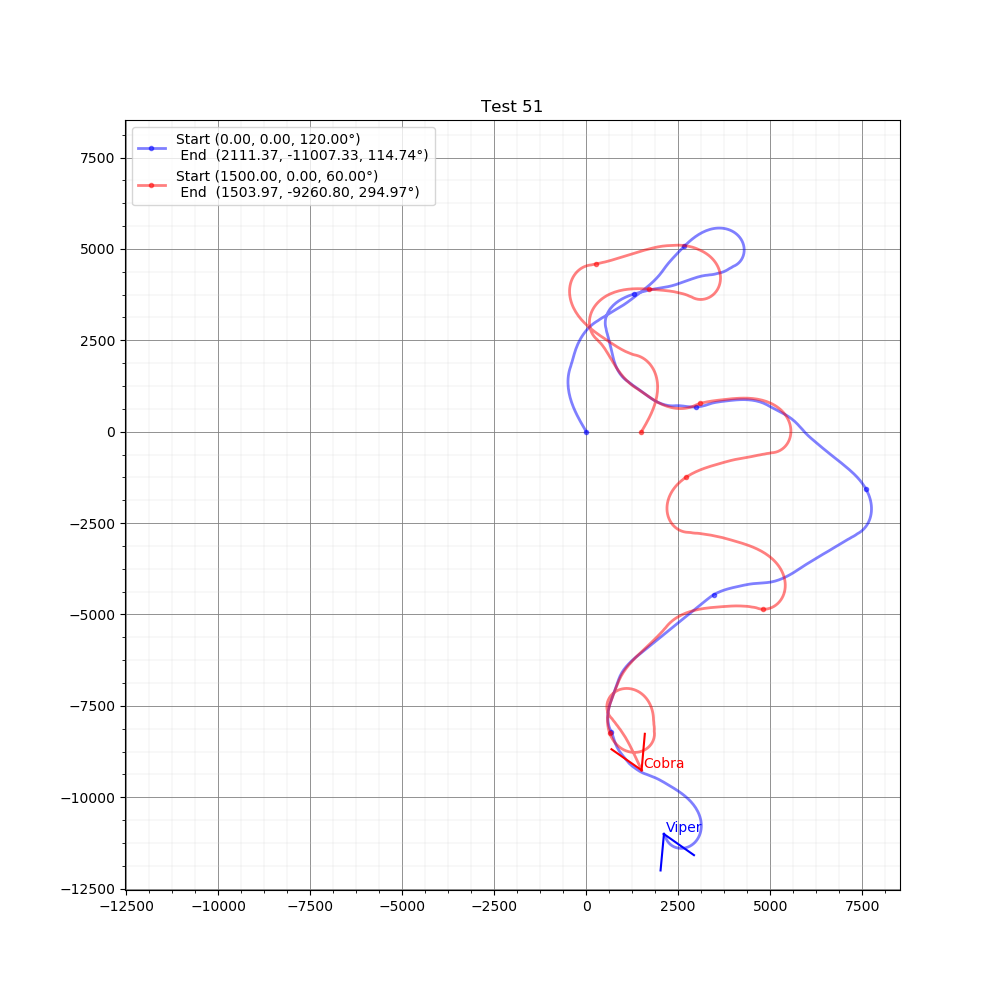 Test 51
Start (0.00, 0.00, 120.00°)
End  (2111.37, -11007.33, 114.74°)
Start (1500.00, 0.00, 60.00°)
End  (1503.97, -9260.80, 294.97°)
7500
5000
2500
0
−2500
−5000
−7500
−10000
−12500
Cobra
Viper
−12500 −10000 −7500 −5000 −2500 0 2500 5000 7500